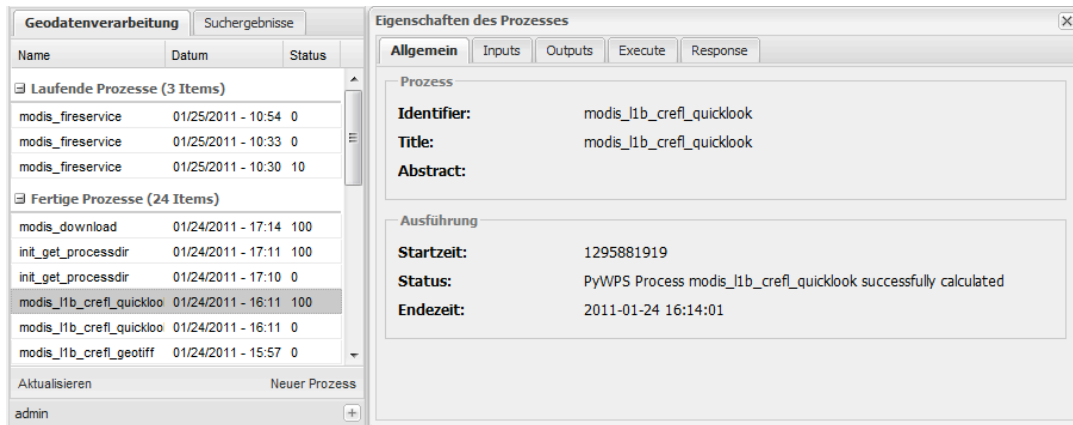 Geodatenverarbeitung Suchergebnisse
Name Datum Status
Laufende Prozesse (3 Items)
modis_fireservice 01/25/2011 - 10:54 0
modis_fireservice 01/25/2011 - 10:33 0
modis_fireservice 01/25/2011 - 10:30 10
Fertige Prozesse (24 Items)
modis_download 01/24/2011 - 17:14 100
init_get_processdir 01/24/2011 - 17:11 100
init_get_processdir 01/24/2011 - 17:10 0
modis_l1b_crefl_quickloo 01/24/2011 - 16:11 100
modis_l1b_crefl_quickloo 01/24/2011 - 16:11 0
modis_l1b_crefl_geotiff 01/24/2011 - 15:57 0
Aktualisieren Neuer Prozess
admin
Eigenschaften des Prozesses
Allgemein Inputs Outputs Execute Response
Prozess
Identifier: modis_l1b_crefl_quicklook
Title: modis_l1b_crefl_quicklook
Abstract:
Ausführung
Startzeit: 1295881919
Status: PyWPS Process modis_l1b_crefl_quicklook successfully calculated
Endezeit: 2011-01-24 16:14:01